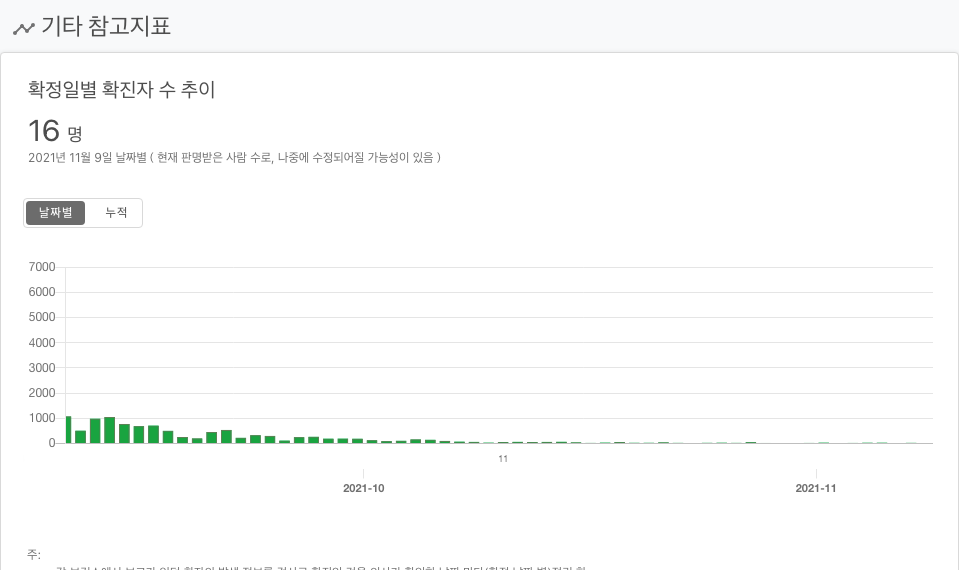 기타 참고지표
확정일별 확진자 수 추이
16 명
2021년 11월 9일 날짜별 ( 현재 판명받은 사람 수로, 나중에 수정되어질 가능성이 있음 )
날짜별 누적
7000
6000
5000
4000
3000
2000
1000
0
11
2021-10 2021-11
주: